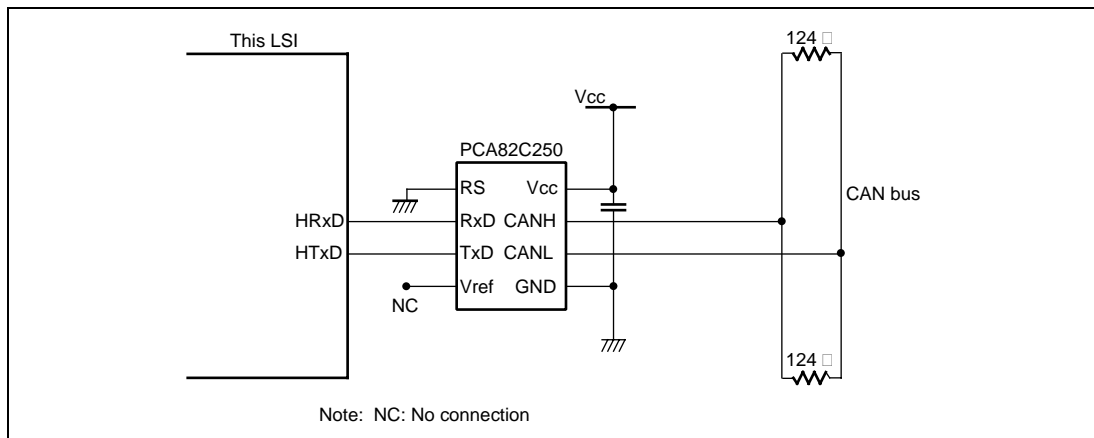 This LSI
124 □
Vcc
PCA82C250
RS Vcc
CAN bus
HRxD RxD CANH
HTxD TxD CANL
Vref GND
NC
124 □
Note: NC: No connection